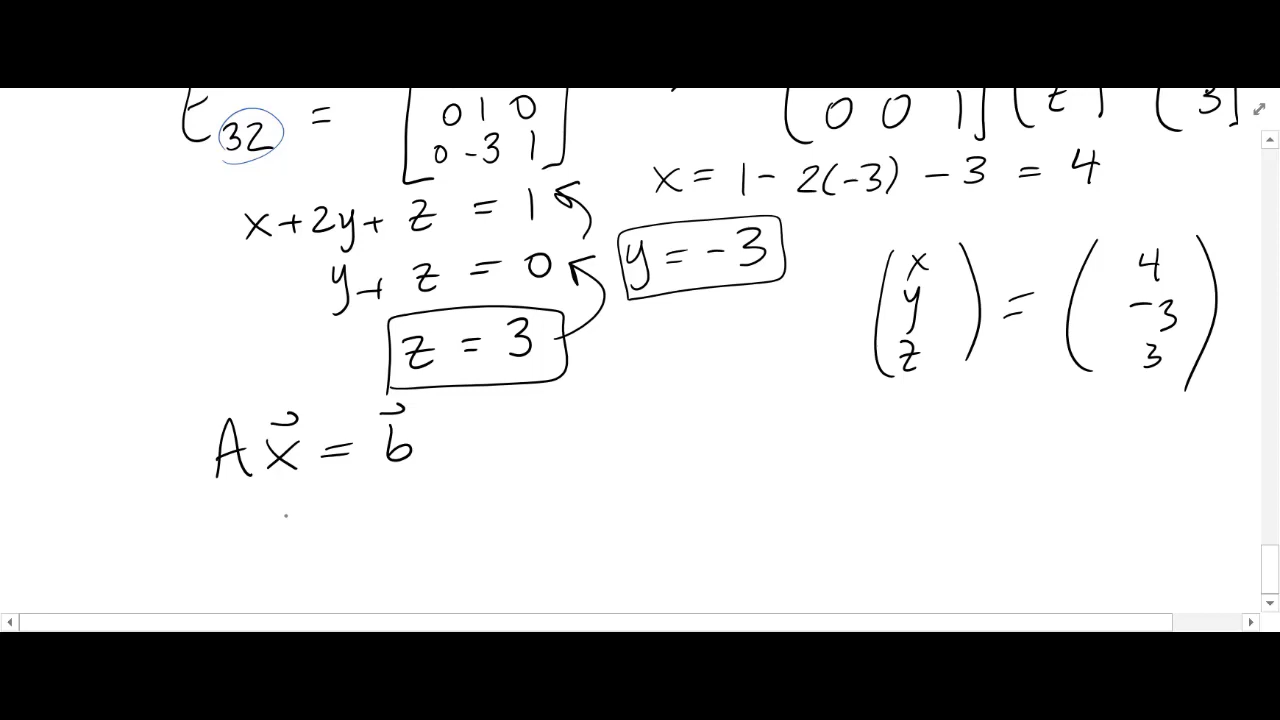 E₃₂ = [0 1 0
0 -3 1]
0 0 1] [z] 3]
x = 1 - 2(-3) - 3 = 4
x + 2y + z = 1
y + z = 0
y = -3
z = 3
(x y z) = (4 -3 3)
A x⃗ = b⃗